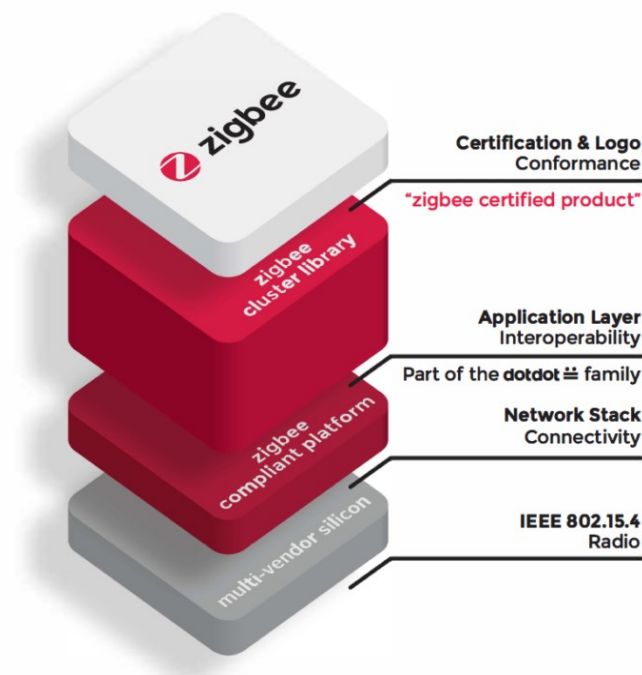 zigbee
Certification & Logo
Conformance
"zigbee certified product"
zigbee
cluster library
Application Layer
Interoperability
Part of the dotdot family
zigbee
compliant platform
Network Stack
Connectivity
multi-vendor silicon
IEEE 802.15.4
Radio